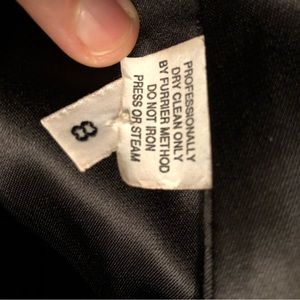 PROFESSIONALLY
DRY CLEAN ONLY
BY FURRIER METHOD
DO NOT IRON
PRESS OR STEAM
8